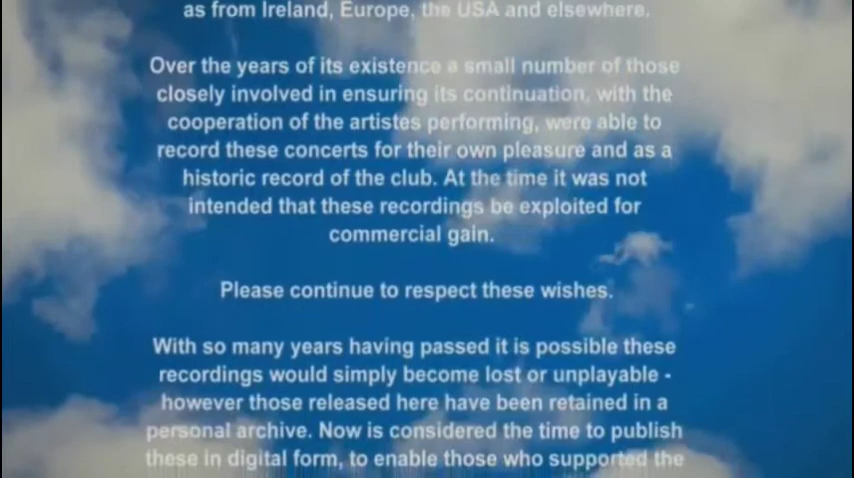 as from Ireland, Europe, the USA and elsewhere.
Over the years of its existence a small number of those
closely involved in ensuring its continuation, with the
cooperation of the artistes performing, were able to
record these concerts for their own pleasure and as a
historic record of the club. At the time it was not
intended that these recordings be exploited for
commercial gain.
Please continue to respect these wishes.
With so many years having passed it is possible these
recordings would simply become lost or unplayable -
however those released here have been retained in a
personal archive. Now is considered the time to publish
these in digital form, to enable those who supported the